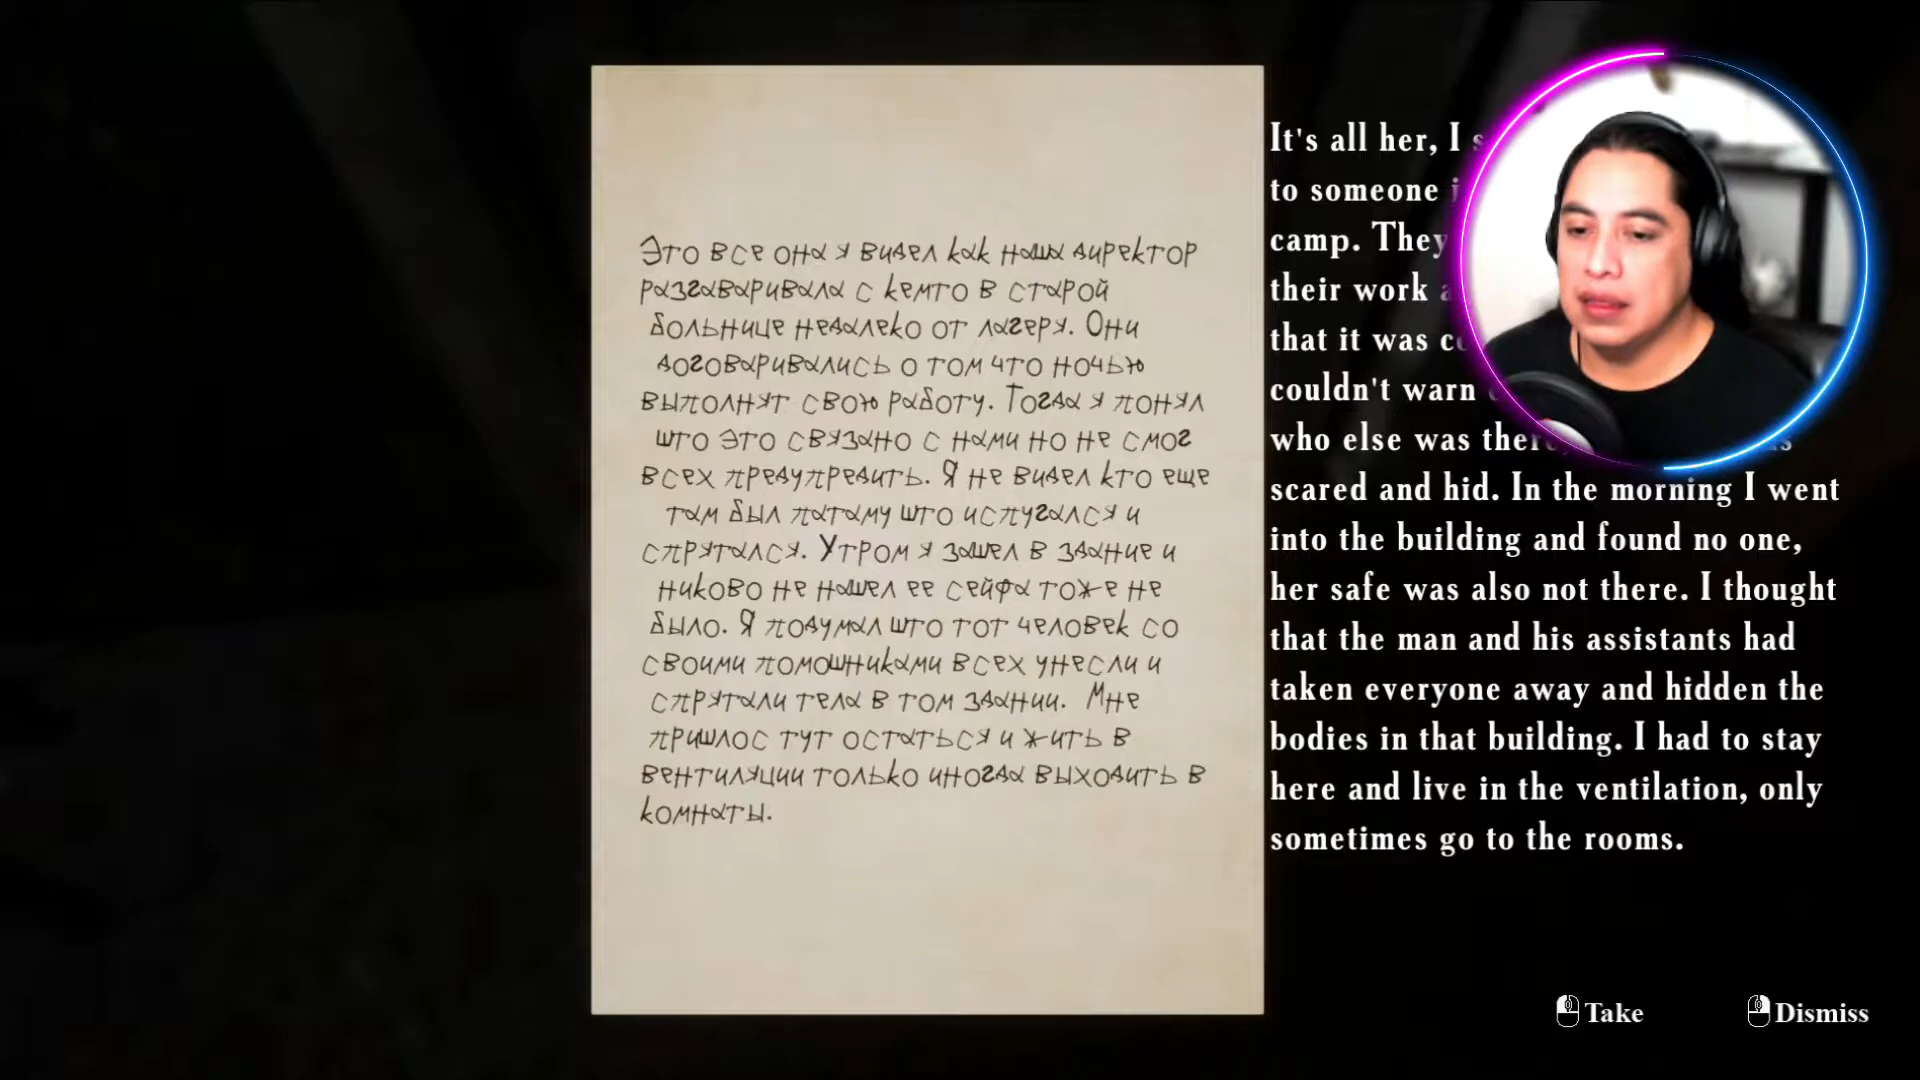 Это все она я видел как наша директор
разгаваривала с кемто в старой
больнице недалеко от лагеря. Они
договаривались о том что ночью
выполнят свою работу. Тогда я понял
што это связано с нами но не смог
всех предупредить. Я не видел кто еще
там был патаму што испугался и
спрятался. Утром я зашел в здание и
никово не нашел ее сейфа тоже не
было. Я подумал што тот человек со
своими помошниками всех унесли и
спрятали тела в том здании. Мне
пришлос тут остаться и жить в
вентиляции только иногда выходить в
комнаты.
It's all her, I
to someone
camp. They
their work
that it was
couldn't warn
who else was there,
scared and hid. In the morning I went
into the building and found no one,
her safe was also not there. I thought
that the man and his assistants had
taken everyone away and hidden the
bodies in that building. I had to stay
here and live in the ventilation, only
sometimes go to the rooms.
Take
Dismiss